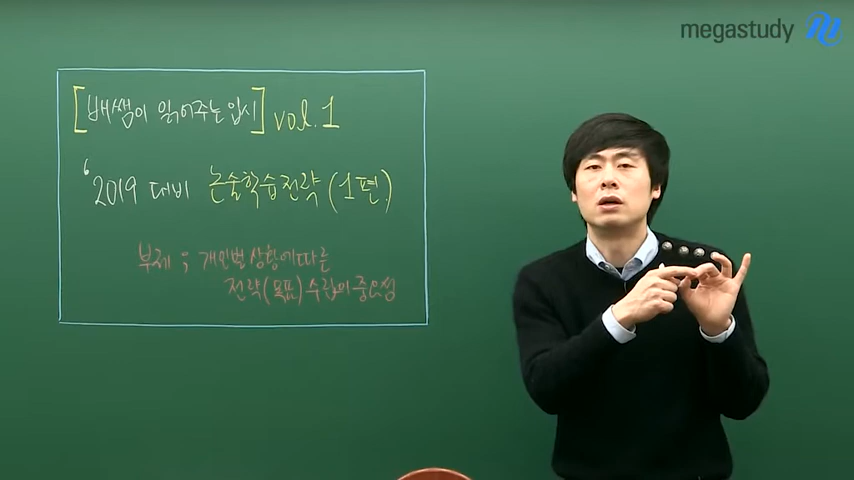 megastudy
[배쌤이 읽어주는 입시] vol.1
'2019 대비 논술학습전략 (1편)
부제 ; 개인별 상황에 따른
전략(목표) 수립의 중요성